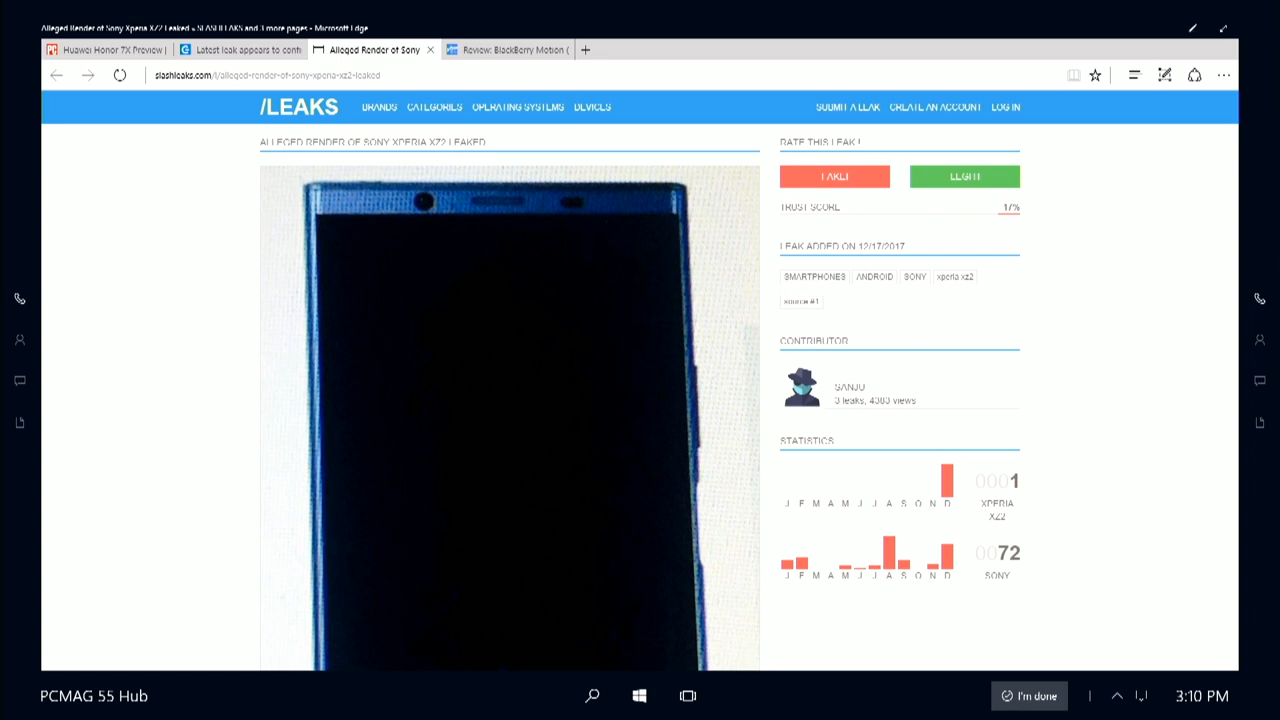 Alleged Render of Sony Xperia XZ2 Leaked « SLASHLEAKS and 3 more pages - Microsoft Edge
Huawei Honor 7X Preview |
Latest leak appears to confi
Alleged Render of Sony
Review: BlackBerry Motion (
slashleaks.com/l/alleged-render-of-sony-xperia-xz2-leaked
/LEAKS BRANDS CATEGORIES OPERATING SYSTEMS DEVICES SUBMIT A LEAK CREATE AN ACCOUNT LOG IN
ALLEGED RENDER OF SONY XPERIA XZ2 LEAKED
RATE THIS LEAK !
FAKE! LEGIT!
TRUST SCORE 17%
LEAK ADDED ON 12/17/2017
SMARTPHONES ANDROID SONY xperia xz2
source #1
CONTRIBUTOR
SANJU
3 leaks, 4383 views
STATISTICS
0001
J F M A M J J A S O N D XPERIA
XZ2
0072
J F M A M J J A S O N D SONY
PCMAG 55 Hub
I'm done
3:10 PM